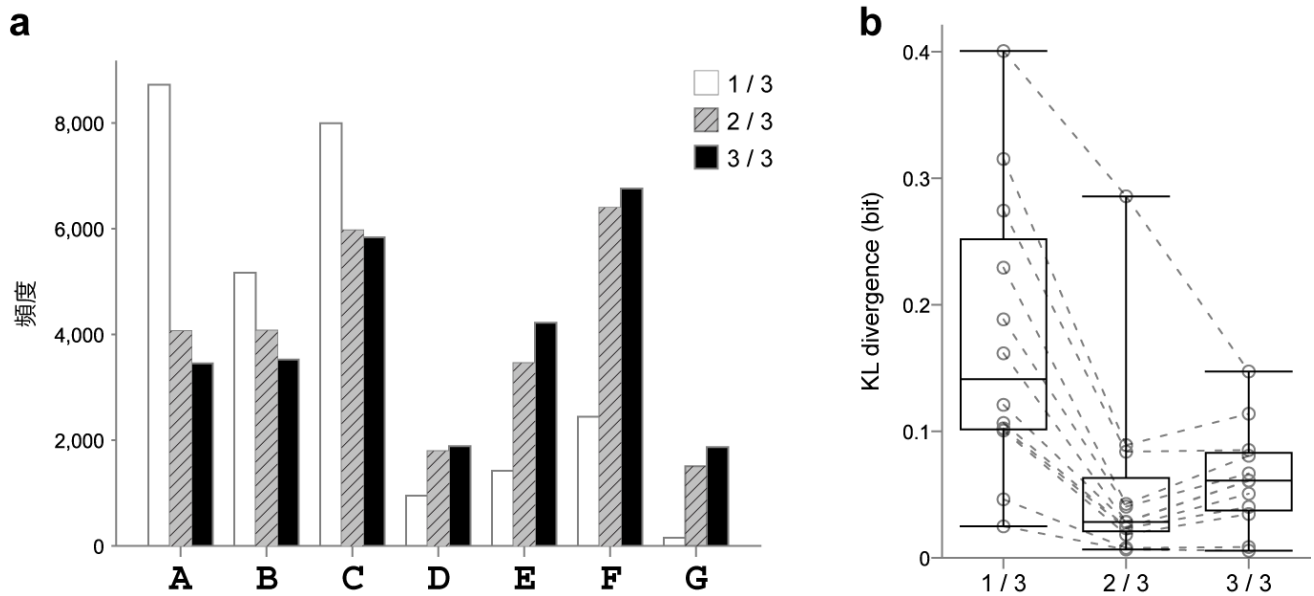 a
頻度
8,000
6,000
4,000
2,000
0
1 / 3
2 / 3
3 / 3
A B C D E F G
b
KL divergence (bit)
0.4
0.3
0.2
0.1
0
1 / 3 2 / 3 3 / 3